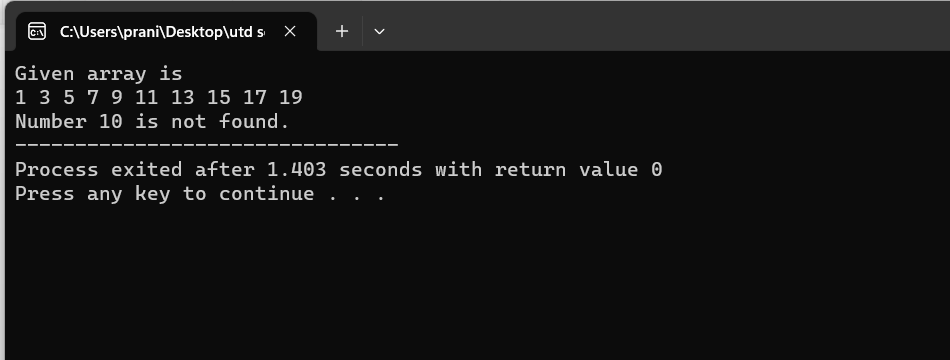 C:\Users\prani\Desktop\utd s
Given array is
1 3 5 7 9 11 13 15 17 19
Number 10 is not found.
--------------------------------
Process exited after 1.403 seconds with return value 0
Press any key to continue . . .